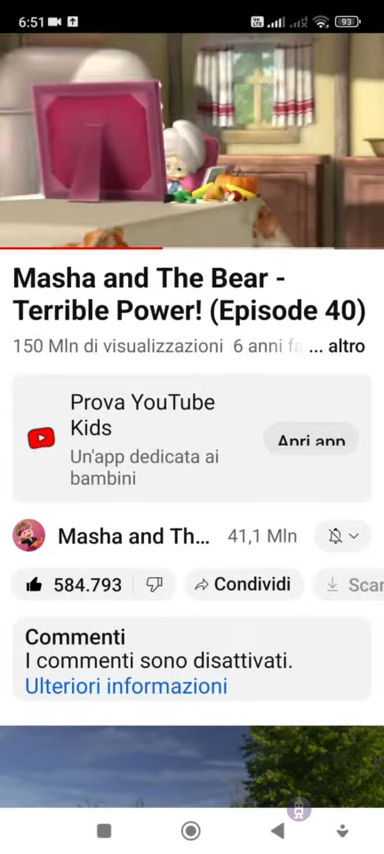 6:51
Vo LTE
93
Masha and The Bear -
Terrible Power! (Episode 40)
150 Mln di visualizzazioni 6 anni fa ... altro
Prova YouTube
Kids
Apri app
Un'app dedicata ai
bambini
Masha and Th... 41,1 Mln
584.793 Condividi Scar
Commenti
I commenti sono disattivati.
Ulteriori informazioni